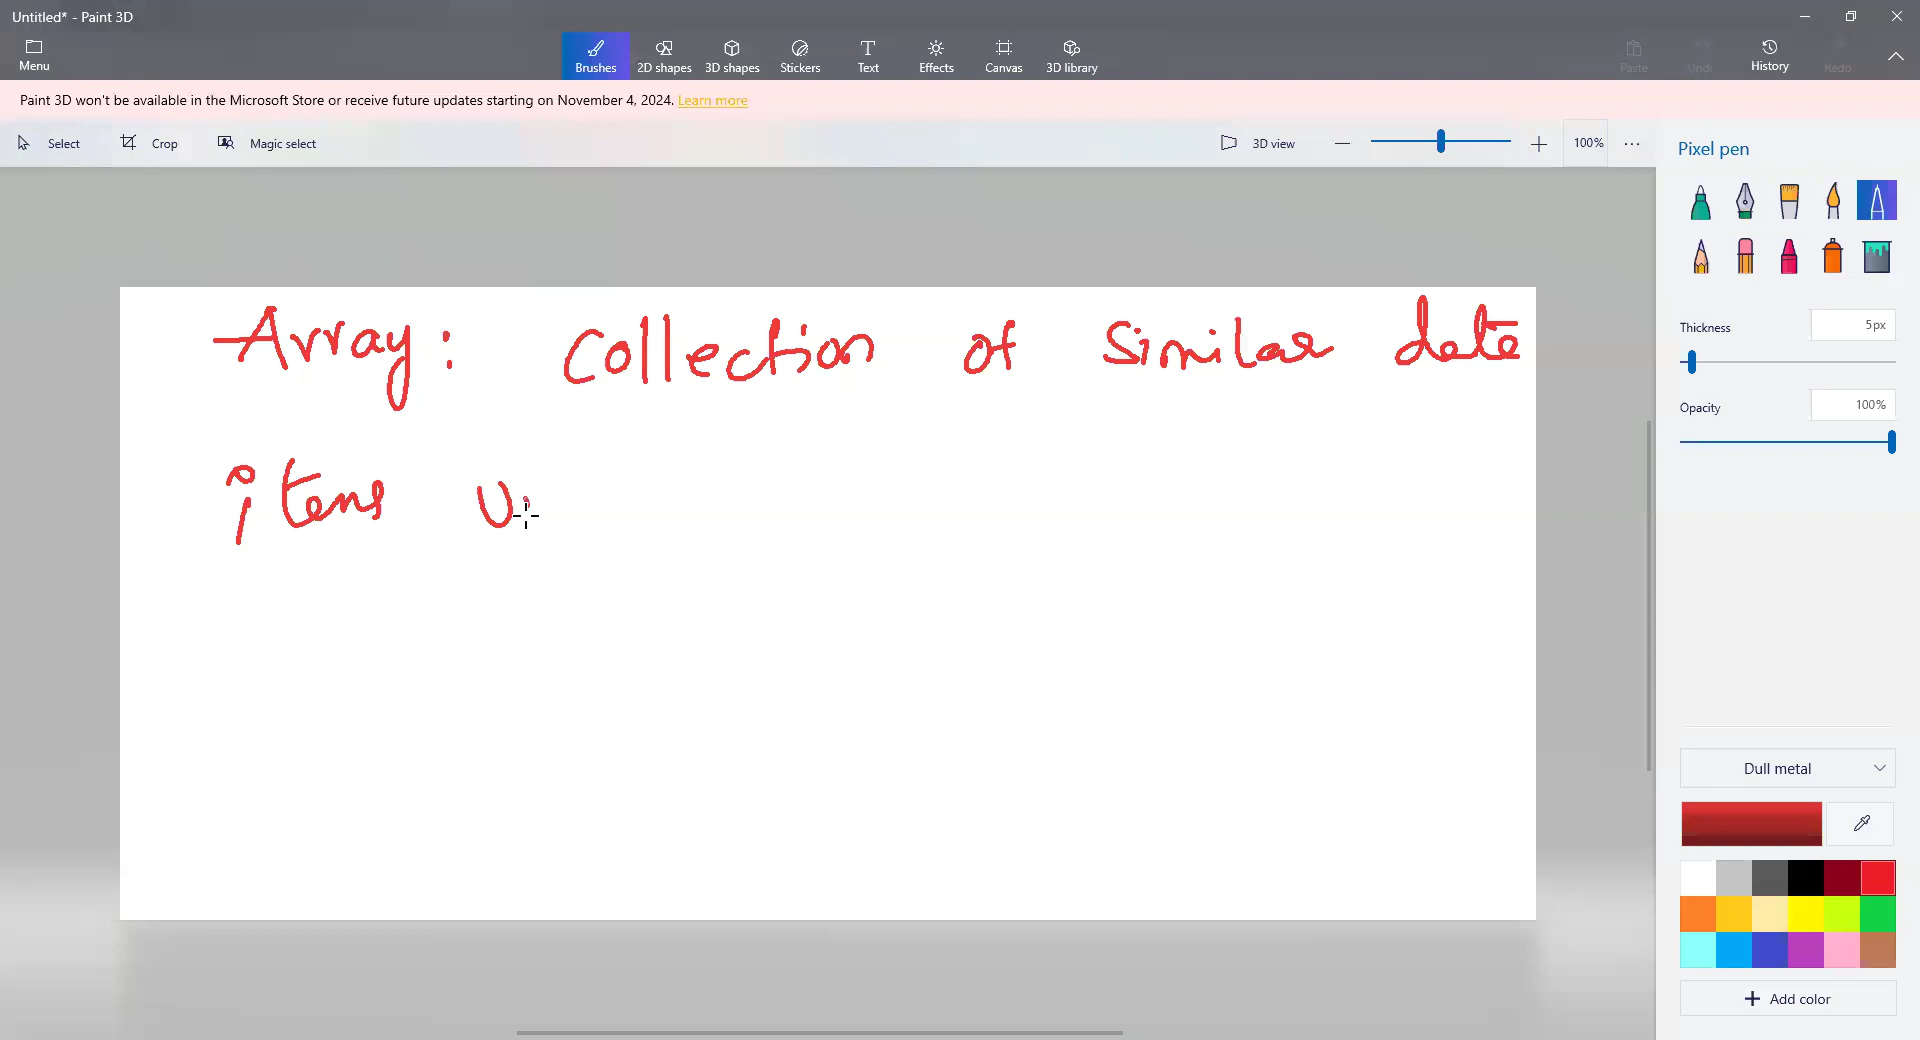 Untitled* - Paint 3D
Menu
Brushes 2D shapes 3D shapes Stickers Text Effects Canvas 3D library Paste Undo History Redo
Paint 3D won't be available in the Microsoft Store or receive future updates starting on November 4, 2024. Learn more
Select Crop Magic select 3D view 100% ...
Pixel pen
Thickness 5px
Opacity 100%
Array: Collection of Similar date
items U
Dull metal
Add color